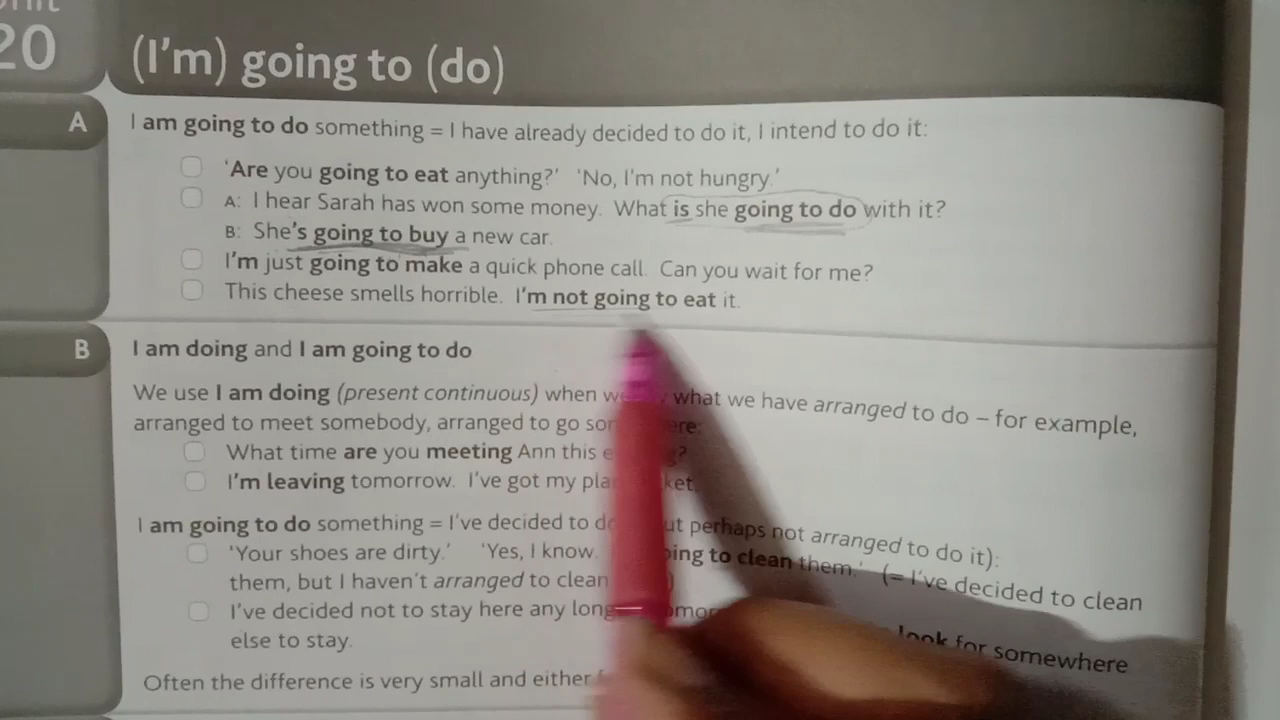 20
(I'm) going to (do)
A
I am going to do something = I have already decided to do it, I intend to do it:
'Are you going to eat anything?' 'No, I'm not hungry.'
A: I hear Sarah has won some money. What is she going to do with it?
B: She's going to buy a new car.
I'm just going to make a quick phone call. Can you wait for me?
This cheese smells horrible. I'm not going to eat it.
B
I am doing and I am going to do
We use I am doing (present continuous) when what we have arranged to do – for example,
arranged to meet somebody, arranged to go
What time are you meeting Ann this
I'm leaving tomorrow. I've got my
I am going to do something = I've decided to perhaps not arranged to do it):
'Your shoes are dirty.' 'Yes, I know. to clean them.' (= I've decided to clean
them, but I haven't arranged to clean
I've decided not to stay here any look for somewhere
else to stay.
Often the difference is very small and either